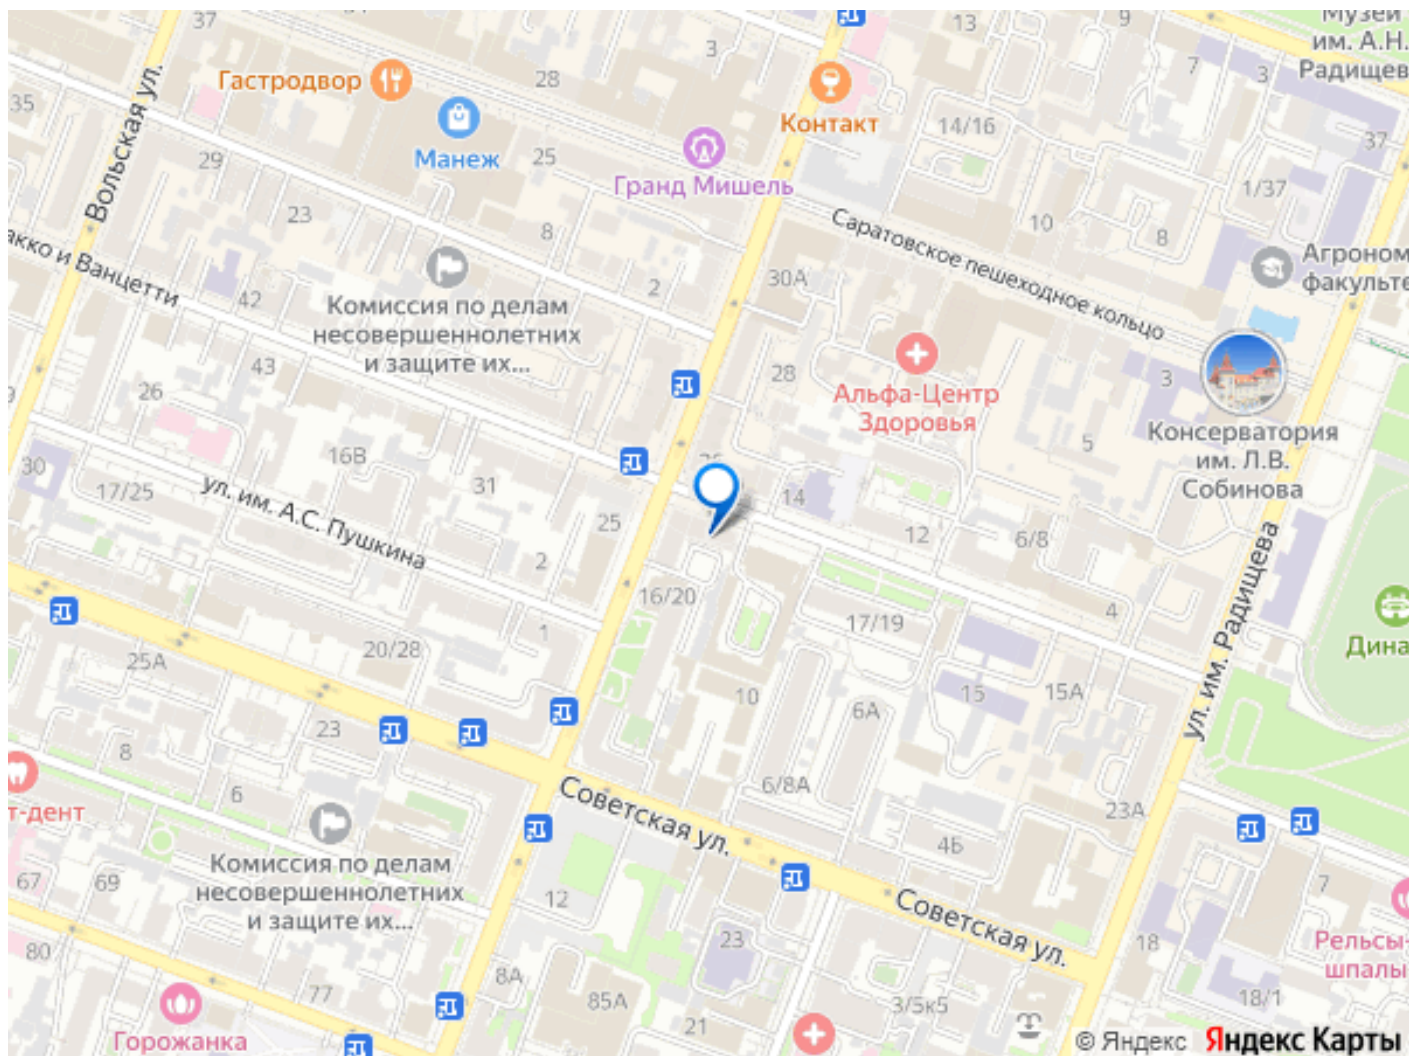 37
3
13
9
Музей
им. А.Н.
Радищев
7
3
Гастродвор
28
Контакт
35
Вольская ул.
Манеж
25
14/16
37
29
Гранд Мишель
1/37
23
8
Саратовское пешеходное кольцо
10
8
Агроном
факульте
акко и Ванцетти
42
Комиссия по делам
несовершеннолетних
и защите их...
2
30А
43
28
Альфа-Центр
Здоровья
3
26
5
Консерватория
им. Л.В.
Собинова
30
17/25
16В
31
ул. им. А.С. Пушкина
25
14
12
6/8
2
16/20
17/19
4
ул. им. Радищева
Дина
1
20/28
25А
10
6А
15
15А
23
8
6
т-дент
6/8А
Советская ул.
23А
4Б
Комиссия по делам
несовершеннолетних
и защите их...
67
69
12
7
Советская ул.
Рельсы-
шпалы
80
23
18
8А
77
85А
21
3/5к5
18/1
Горожанка
© Яндекс Яндекс Карты